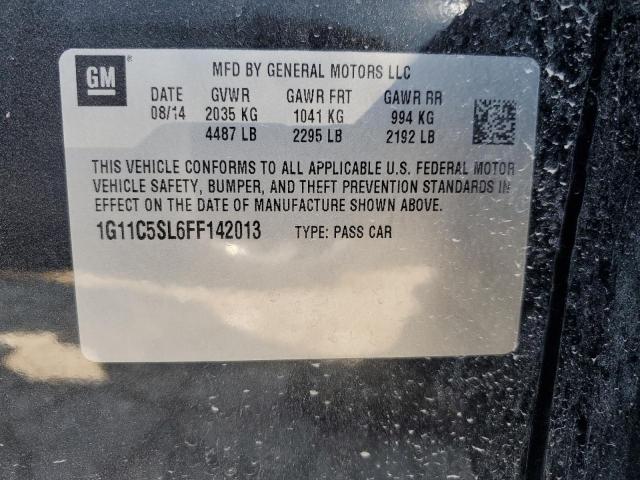 GM
MFD BY GENERAL MOTORS LLC
DATE GVWR GAWR FRT GAWR RR
08/14 2035 KG 1041 KG 994 KG
4487 LB 2295 LB 2192 LB
THIS VEHICLE CONFORMS TO ALL APPLICABLE U.S. FEDERAL MOTOR
VEHICLE SAFETY, BUMPER, AND THEFT PREVENTION STANDARDS IN
EFFECT ON THE DATE OF MANUFACTURE SHOWN ABOVE.
1G11C5SL6FF142013 TYPE: PASS CAR